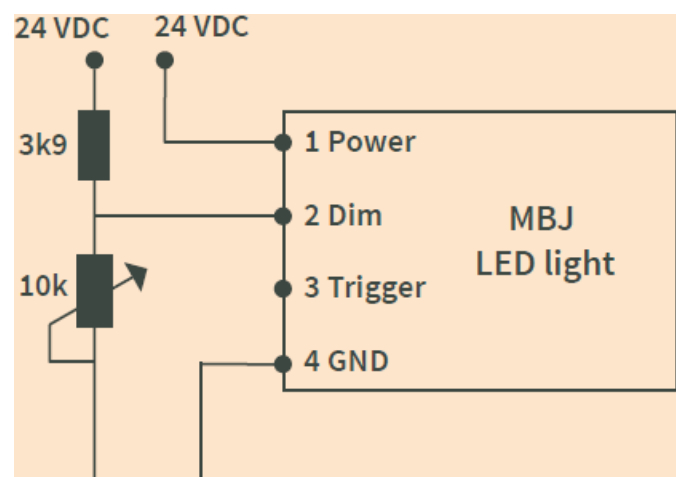 24 VDC
24 VDC
3k9
1 Power
2 Dim
MBJ
LED light
10k
3 Trigger
4 GND